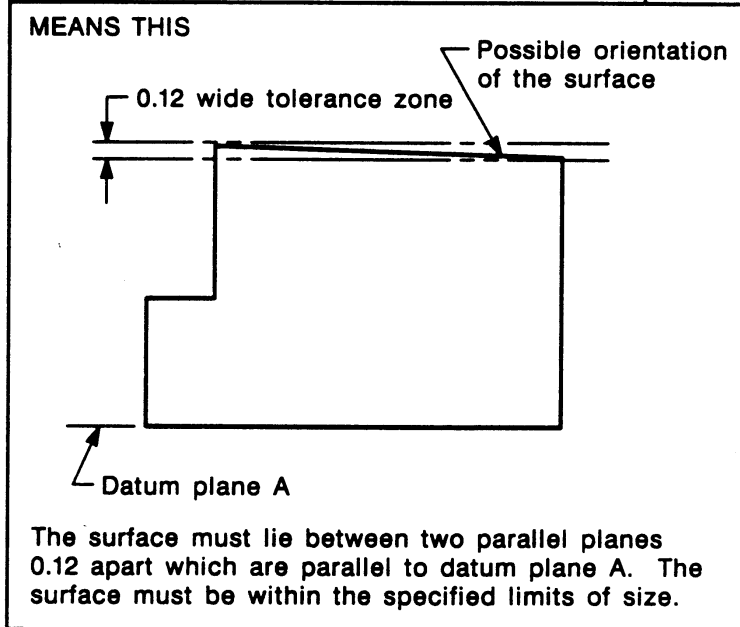 MEANS THIS
Possible orientation
of the surface
0.12 wide tolerance zone
Datum plane A
The surface must lie between two parallel planes
0.12 apart which are parallel to datum plane A. The
surface must be within the specified limits of size.